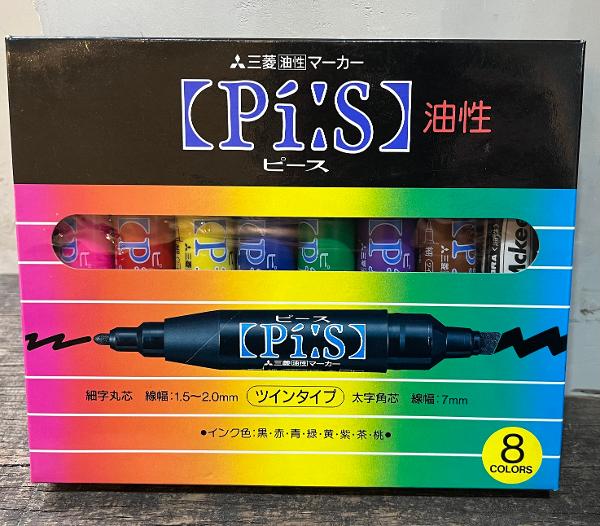 三菱油性マーカー
【Pi:S】油性
ピース
Mckee
ピース
【Pi:S】
三菱油性マーカー
細字丸芯 線幅:1.5〜2.0mm ツインタイプ 太字角芯 線幅:7mm
●インク色:黒・赤・青・緑・黄・紫・茶・桃●
8
COLORS